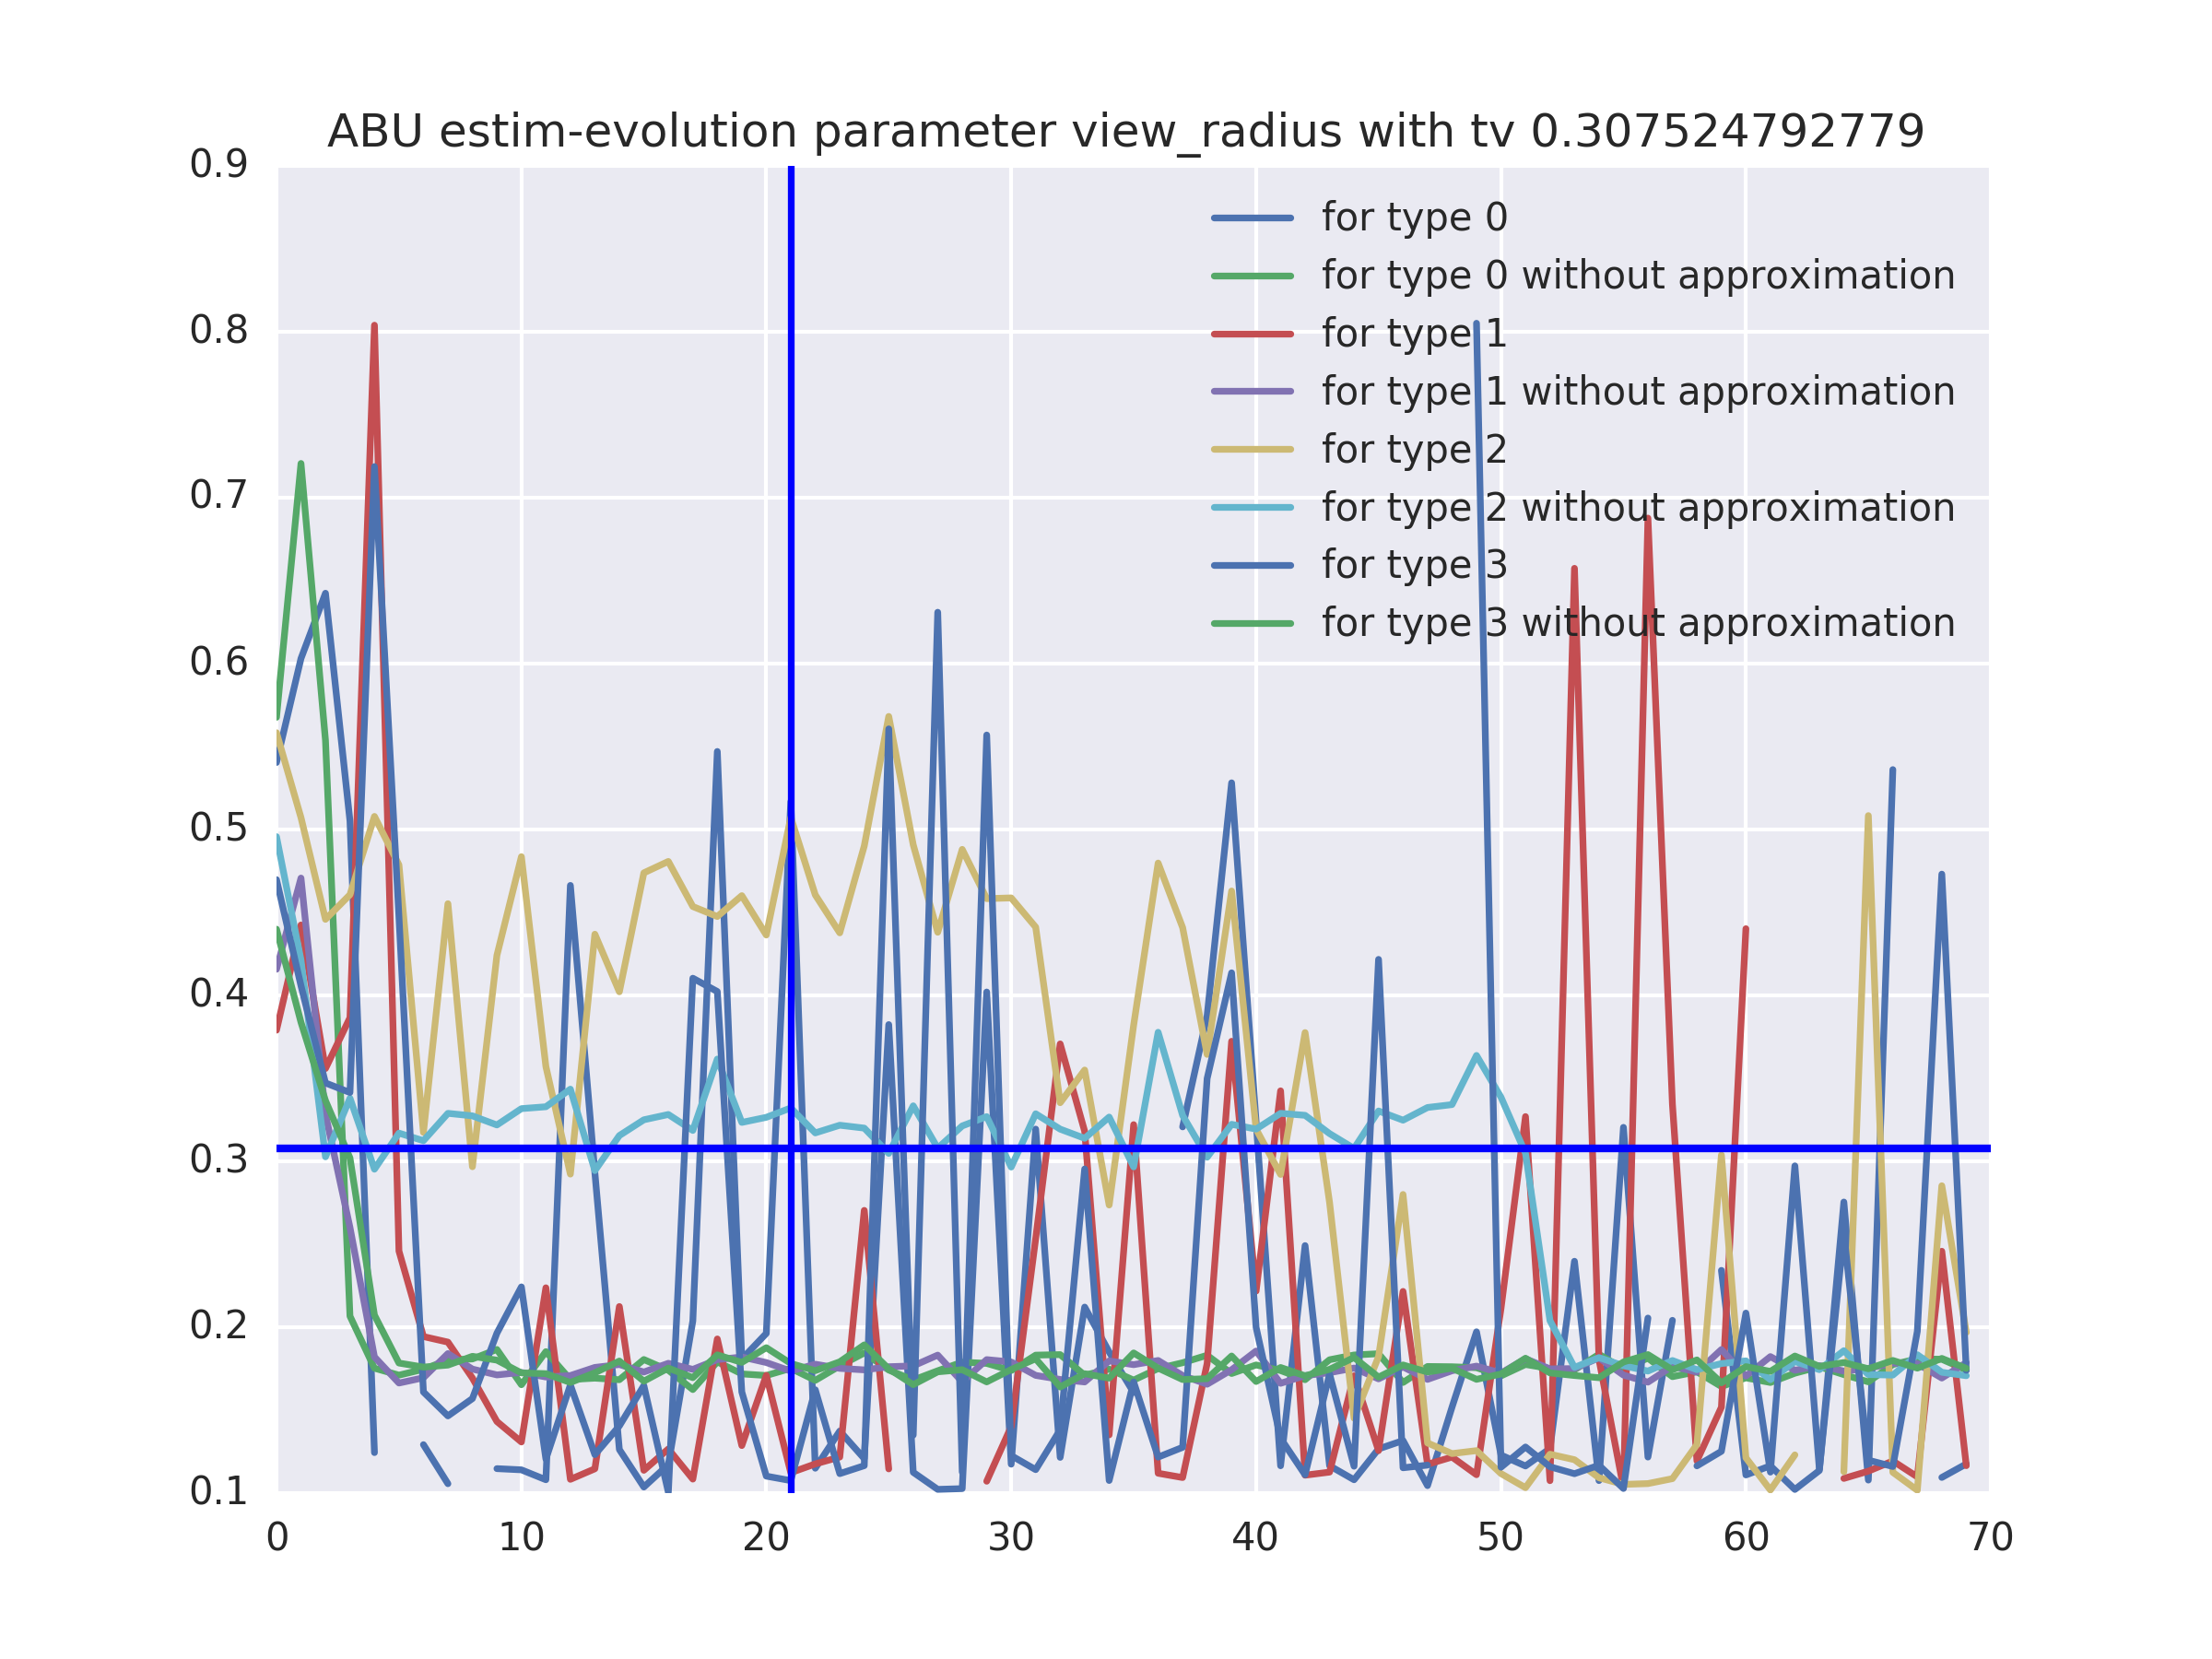 ABU estim-evolution parameter view_radius with tv 0.307524792779
0.9
0.8
0.7
0.6
0.5
0.4
0.3
0.2
0.1
for type 0
for type 0 without approximation
for type 1
for type 1 without approximation
for type 2
for type 2 without approximation
for type 3
for type 3 without approximation
0 10 20 30 40 50 60 70